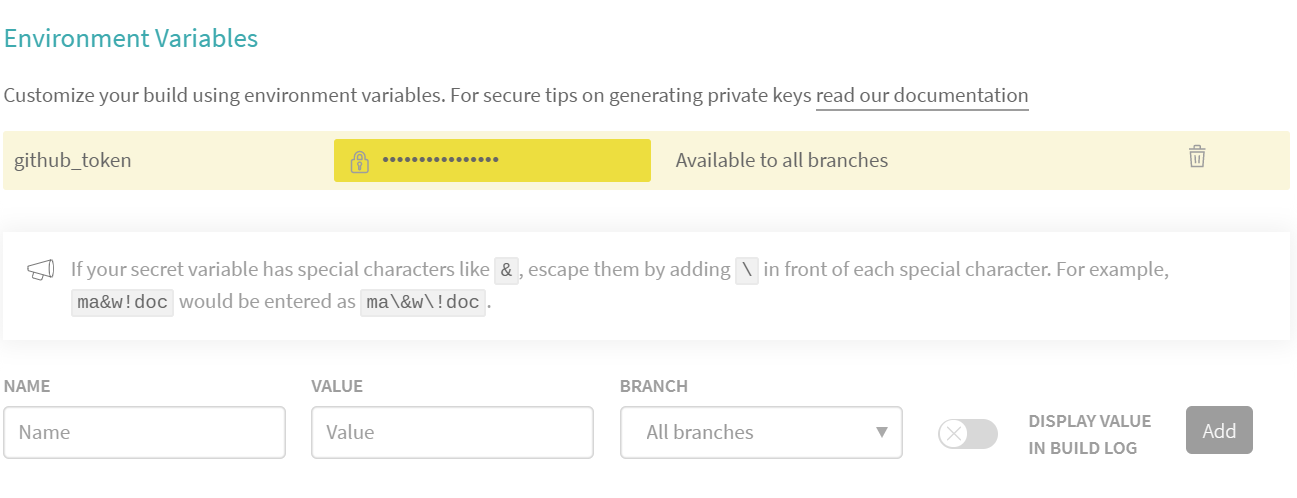 Environment Variables
Customize your build using environment variables. For secure tips on generating private keys read our documentation
github_token •••••••••••••••• Available to all branches
If your secret variable has special characters like &, escape them by adding \ in front of each special character. For example,
ma&w!doc would be entered as ma\&w\!doc.
NAME VALUE BRANCH
Name Value All branches DISPLAY VALUE
IN BUILD LOG Add